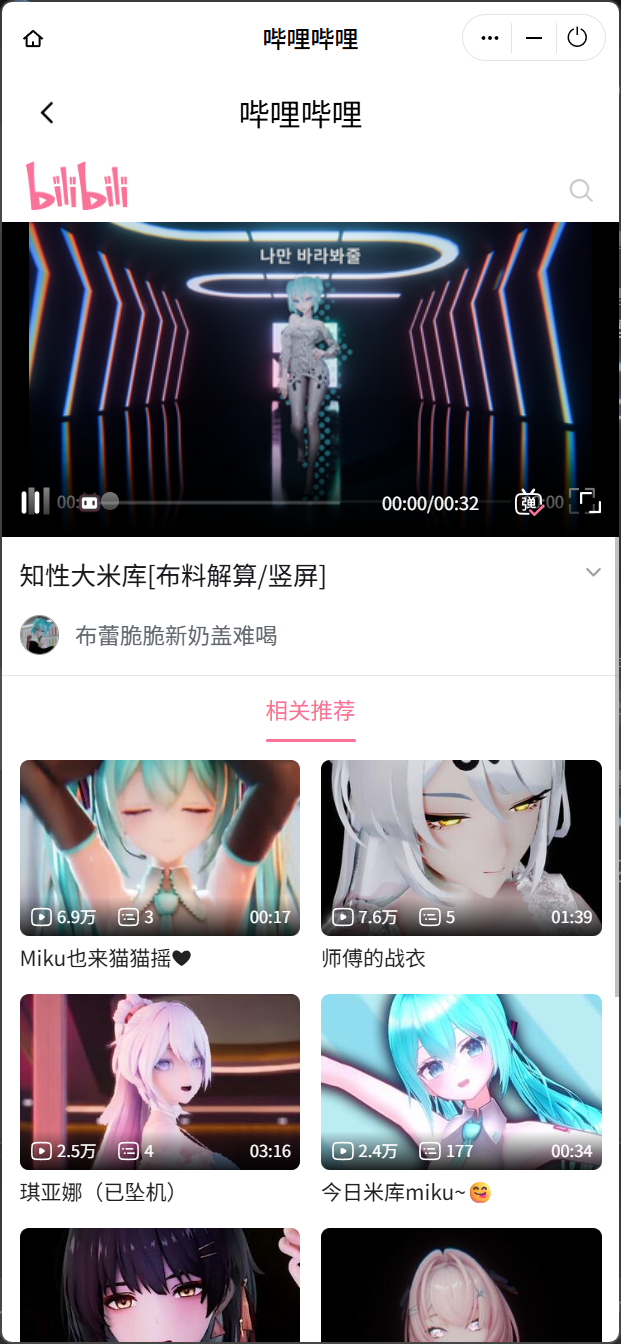 哔哩哔哩
哔哩哔哩
bilibili
나만 바라봐줄
00:00/00:32
弹
00
知性大米库[布料解算/竖屏]
布蕾脆脆新奶盖难喝
相关推荐
6.9万 3 00:17
7.6万 5 01:39
Miku也来猫猫摇🖤
师傅的战衣
2.5万 4 03:16
2.4万 177 00:34
琪亚娜（已坠机）
今日米库miku~😋